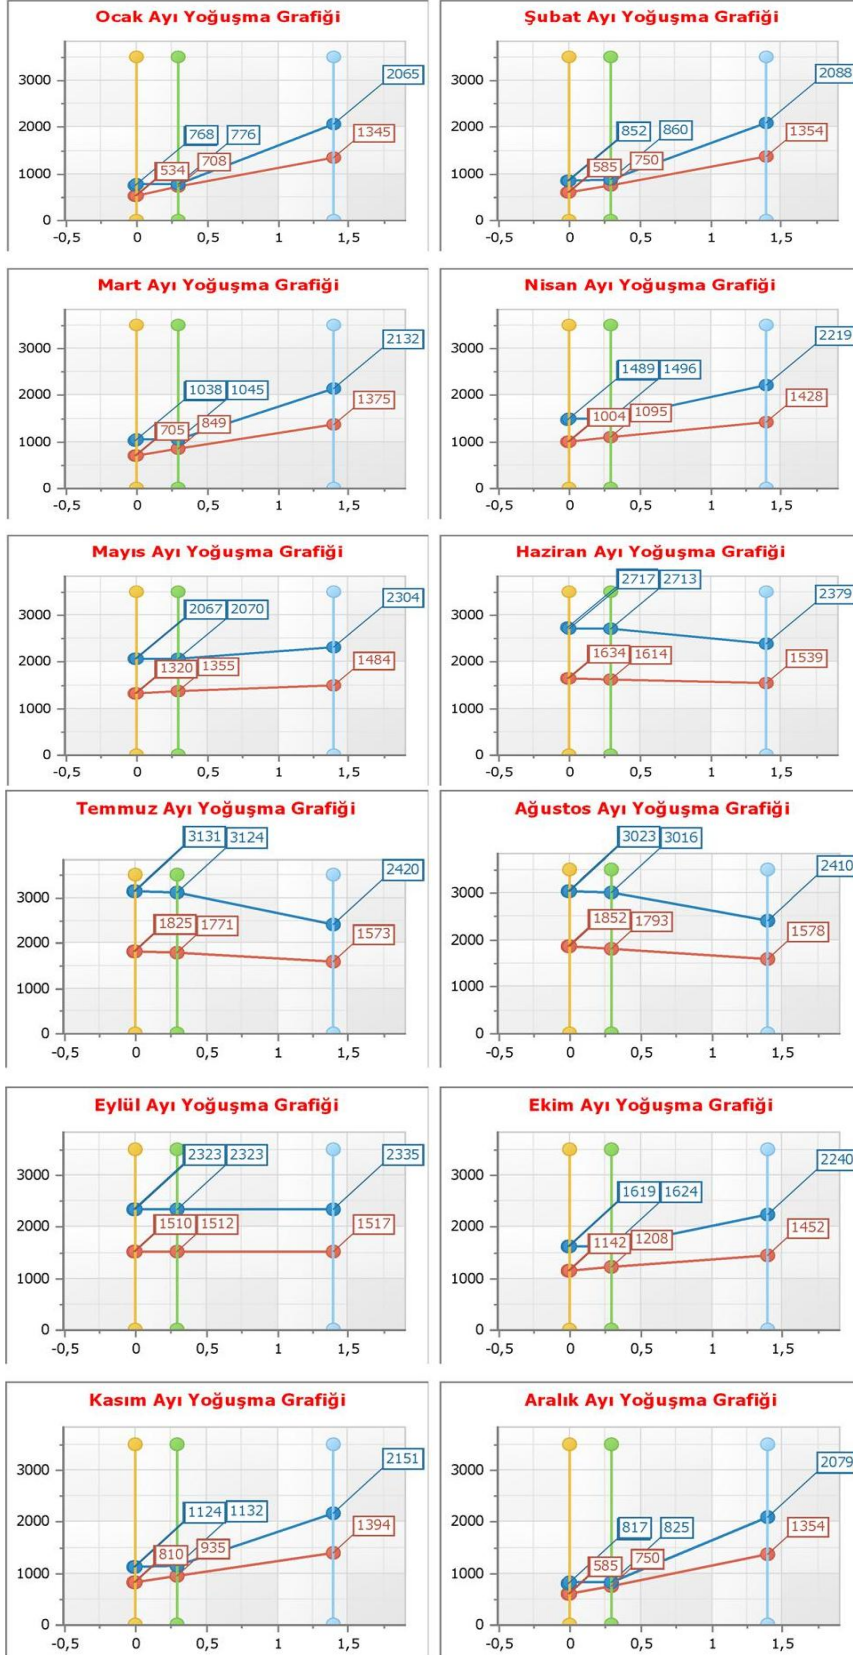 Ocak Ayı Yoğuşma Grafiği
3000
2000
1000
0
-0,5 0 0,5 1 1,5
768 776 2065
534 708 1345
Şubat Ayı Yoğuşma Grafiği
3000
2000
1000
0
-0,5 0 0,5 1 1,5
852 860 2088
585 750 1354
Mart Ayı Yoğuşma Grafiği
3000
2000
1000
0
-0,5 0 0,5 1 1,5
1038 1045 2132
705 849 1375
Nisan Ayı Yoğuşma Grafiği
3000
2000
1000
0
-0,5 0 0,5 1 1,5
1489 1496 2219
1004 1095 1428
Mayıs Ayı Yoğuşma Grafiği
3000
2000
1000
0
-0,5 0 0,5 1 1,5
2067 2070 2304
1320 1355 1484
Haziran Ayı Yoğuşma Grafiği
3000
2000
1000
0
-0,5 0 0,5 1 1,5
2717 2713 2379
1634 1614 1539
Temmuz Ayı Yoğuşma Grafiği
3000
2000
1000
0
-0,5 0 0,5 1 1,5
3131 3124 2420
1825 1771 1573
Ağustos Ayı Yoğuşma Grafiği
3000
2000
1000
0
-0,5 0 0,5 1 1,5
3023 3016 2410
1852 1793 1578
Eylül Ayı Yoğuşma Grafiği
3000
2000
1000
0
-0,5 0 0,5 1 1,5
2323 2323 2335
1510 1512 1517
Ekim Ayı Yoğuşma Grafiği
3000
2000
1000
0
-0,5 0 0,5 1 1,5
1619 1624 2240
1142 1208 1452
Kasım Ayı Yoğuşma Grafiği
3000
2000
1000
0
-0,5 0 0,5 1 1,5
1124 1132 2151
810 935 1394
Aralık Ayı Yoğuşma Grafiği
3000
2000
1000
0
-0,5 0 0,5 1 1,5
817 825 2079
585 750 1354